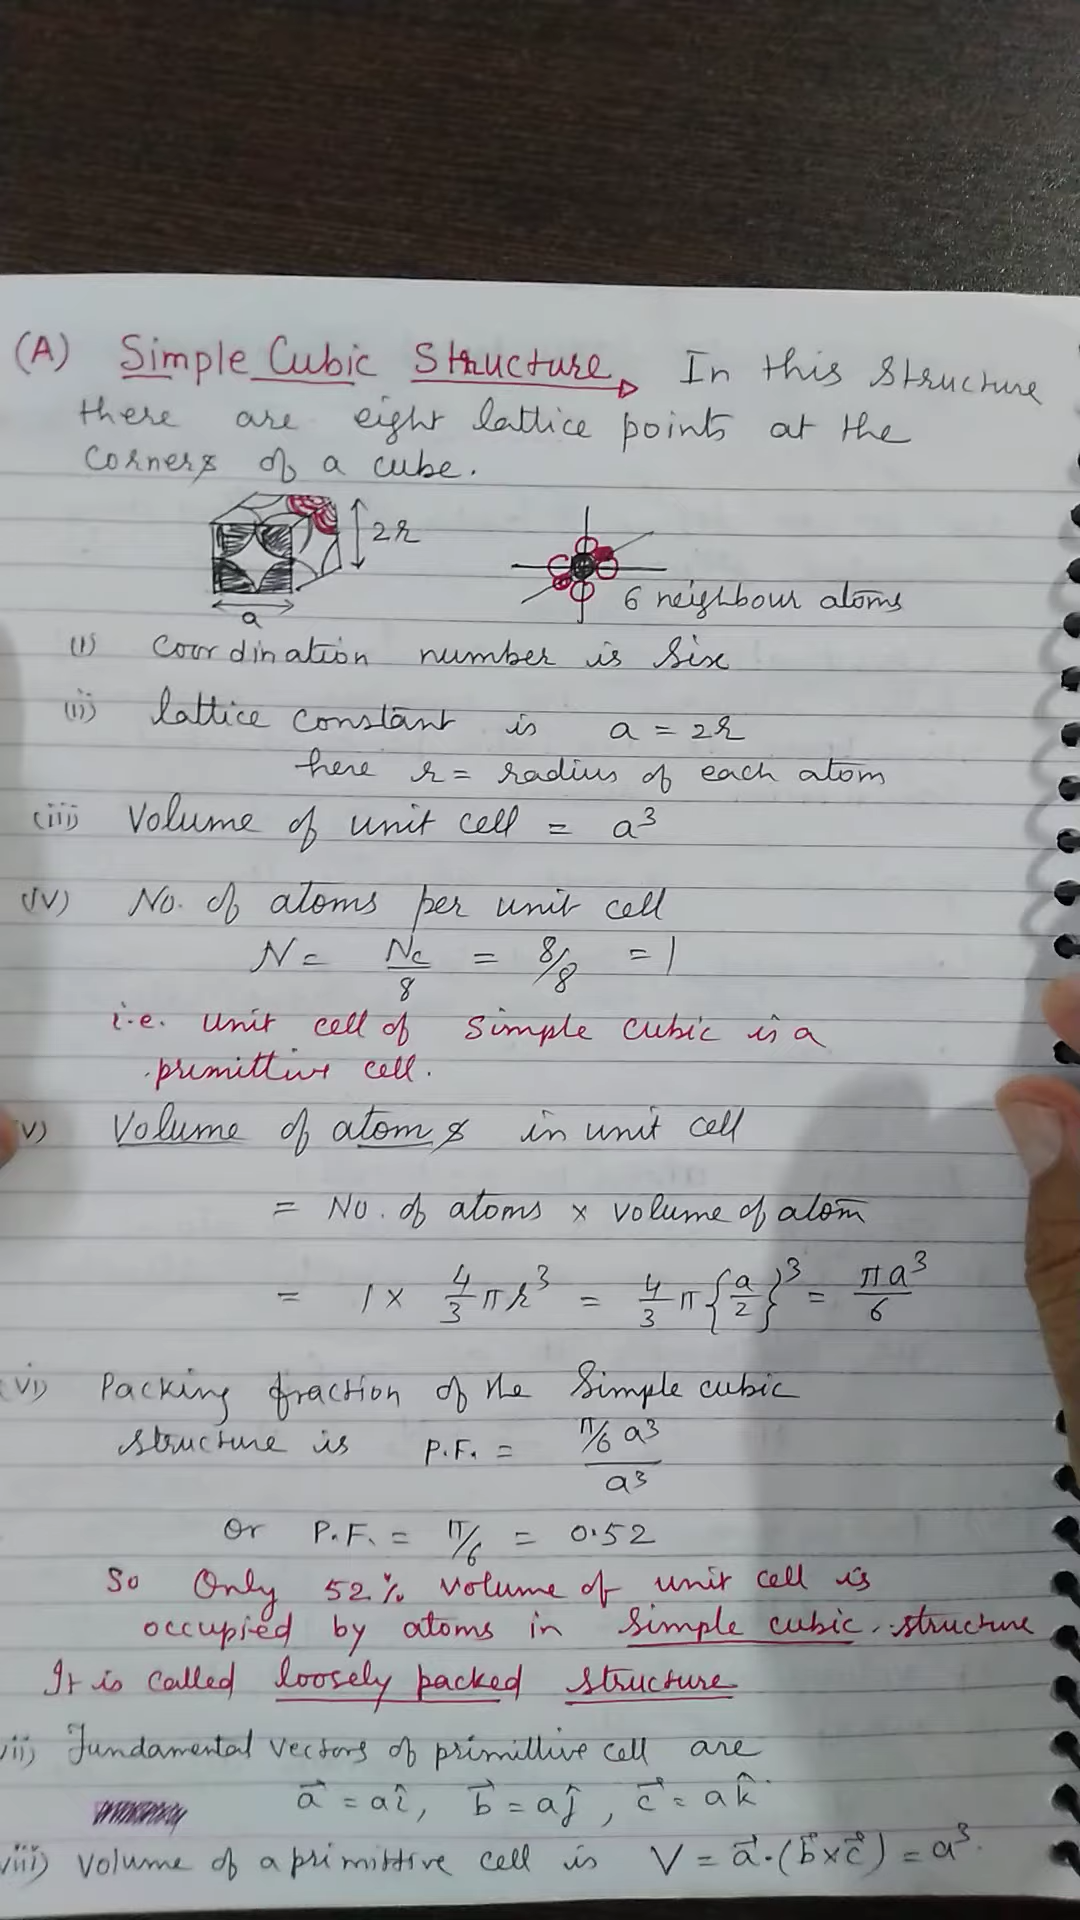 (A) Simple Cubic Structure → In this structure
there are eight lattice points at the
corners of a cube.
2r
a
6 neighbour atoms
(i) Coordination number is six
(ii) lattice constant is a = 2r
here r = radius of each atom
(iii) Volume of unit cell = a³
(iv) No. of atoms per unit cell
N = Nc/8 = 8/8 = 1
i.e. unit cell of simple cubic is a
primittive cell.
v) Volume of atoms in unit cell
= No. of atoms × volume of atom
= 1 × 4/3 πr³ = 4/3 π{a/2}³ = πa³/6
(vi) Packing fraction of the Simple cubic
structure is P.F. = π/6 a³ / a³
Or P.F. = π/6 = 0.52
So Only 52% volume of unit cell is
occupied by atoms in simple cubic structure
It is called loosely packed structure
vii) Fundamental vectors of primittive cell are
a⃗ = aî, b⃗ = aĵ, c⃗ = ak̂
viii) volume of a primittive cell is V = a⃗·(b⃗×c⃗) = a³.